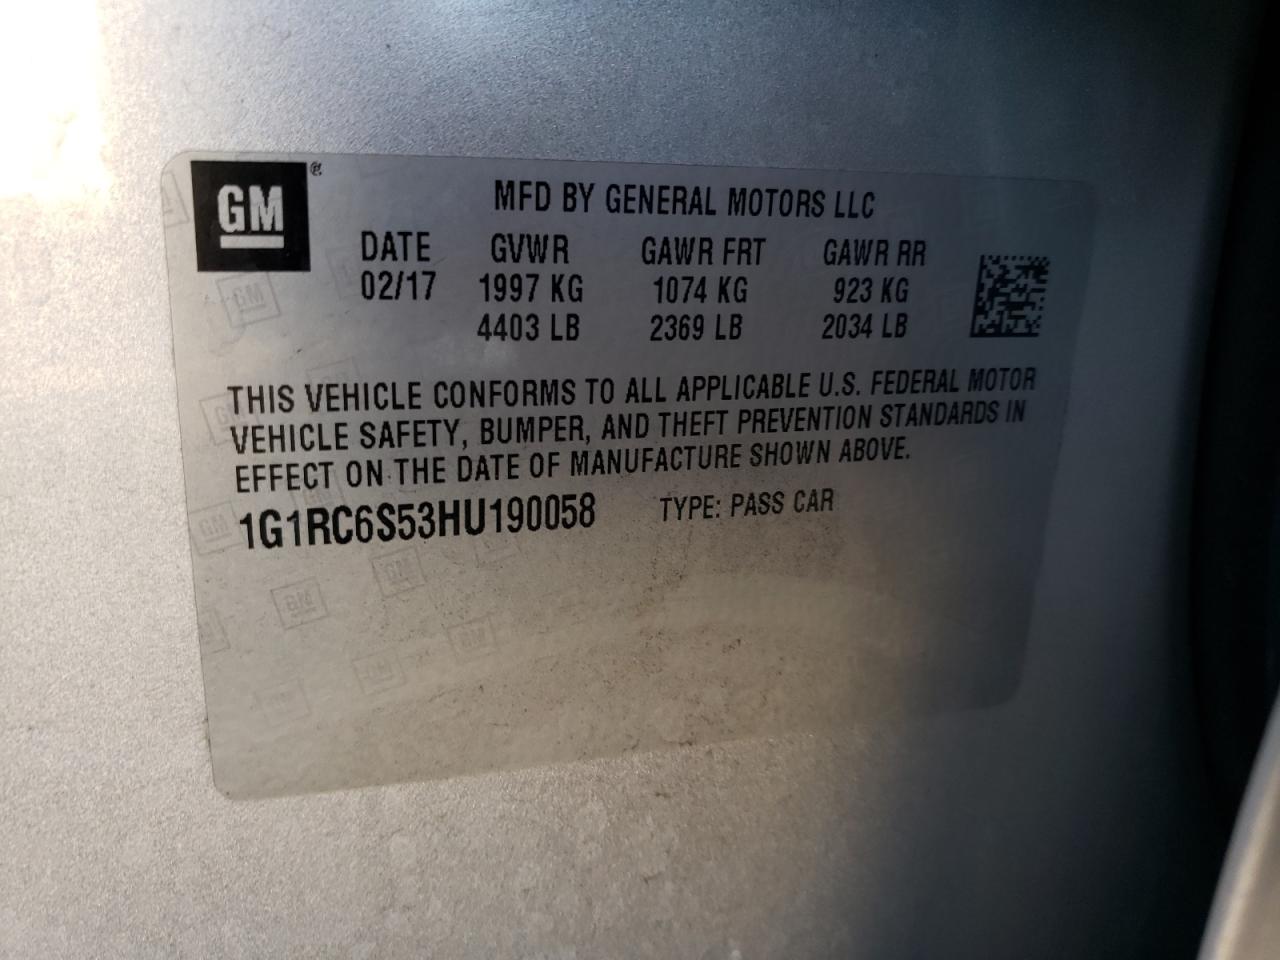 GM ®
MFD BY GENERAL MOTORS LLC
DATE GVWR GAWR FRT GAWR RR
02/17 1997 KG 1074 KG 923 KG
4403 LB 2369 LB 2034 LB
THIS VEHICLE CONFORMS TO ALL APPLICABLE U.S. FEDERAL MOTOR
VEHICLE SAFETY, BUMPER, AND THEFT PREVENTION STANDARDS IN
EFFECT ON THE DATE OF MANUFACTURE SHOWN ABOVE.
1G1RC6S53HU190058 TYPE: PASS CAR